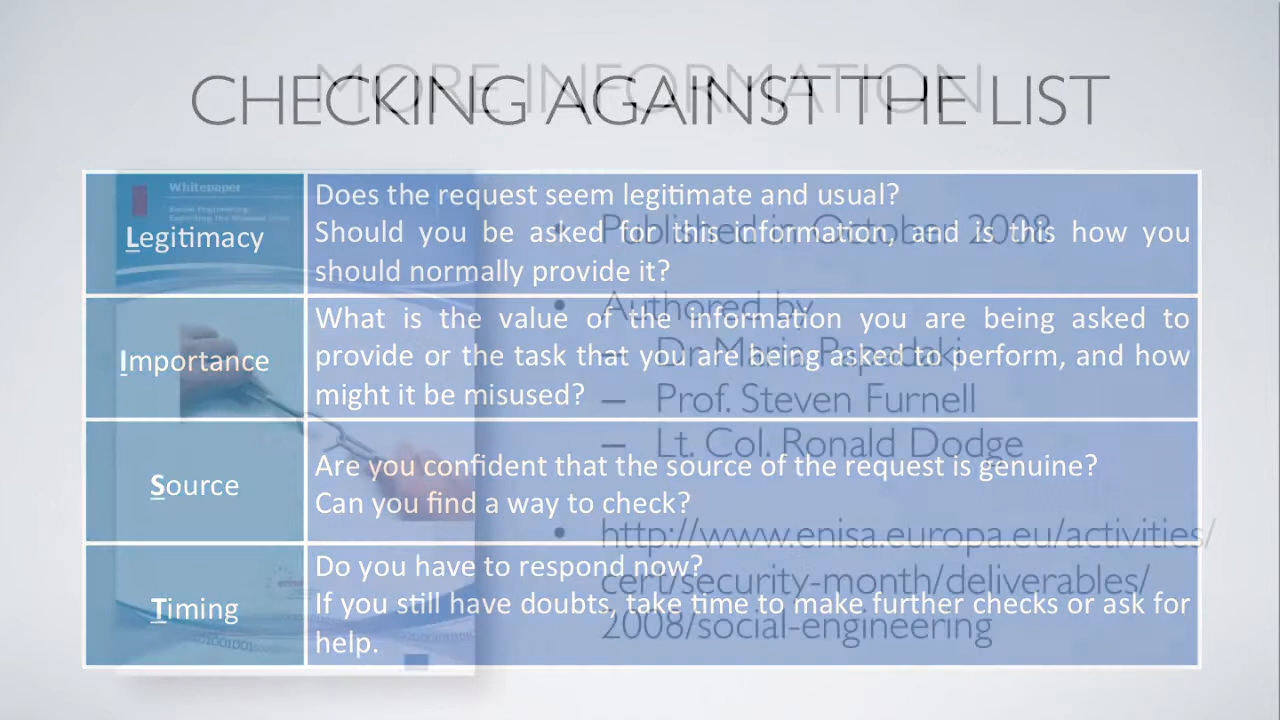 MORE INFORMATION
CHECKING AGAINST THE LIST
Legitimacy
Does the request seem legitimate and usual?
Should you be asked for this information, and is this how you
should normally provide it?
Importance
What is the value of the information you are being asked to
provide or the task that you are being asked to perform, and how
might it be misused?
Source
Are you confident that the source of the request is genuine?
Can you find a way to check?
Timing
Do you have to respond now?
If you still have doubts, take time to make further checks or ask for
help.
Whitepaper
Social Engineering:
• Published in October 2008
• Authored by
– Dr Maria Papadaki
– Prof. Steven Furnell
– Lt. Col. Ronald Dodge
• http://www.enisa.europa.eu/activities/
cert/security-month/deliverables/
2008/social-engineering